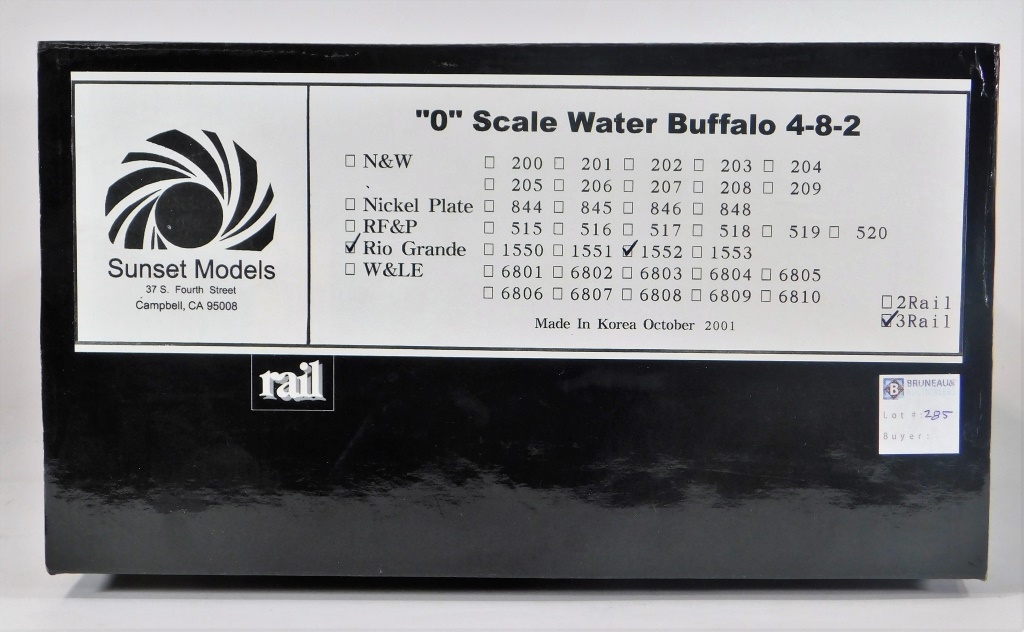 "0" Scale Water Buffalo 4-8-2
N&W 200 201 202 203 204
205 206 207 208 209
Nickel Plate 844 845 846 848
RF&P 515 516 517 518 519 520
Rio Grande 1550 1551 1552 1553
W&LE 6801 6802 6803 6804 6805
6806 6807 6808 6809 6810
2Rail
3Rail
Made In Korea October 2001
Sunset Models
37 S. Fourth Street
Campbell, CA 95008
rail
B BRUNEAU
Lot #: 285
Buyer: